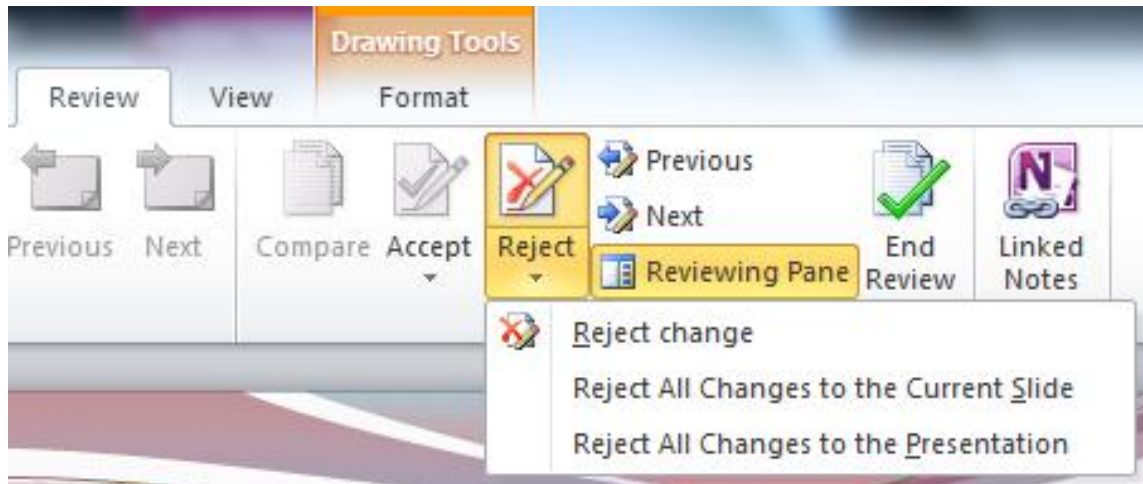 Drawing Tools
Review View Format
Previous Next Compare Accept Reject Previous
Next
Reviewing Pane
End Review
Linked Notes
Reject change
Reject All Changes to the Current Slide
Reject All Changes to the Presentation